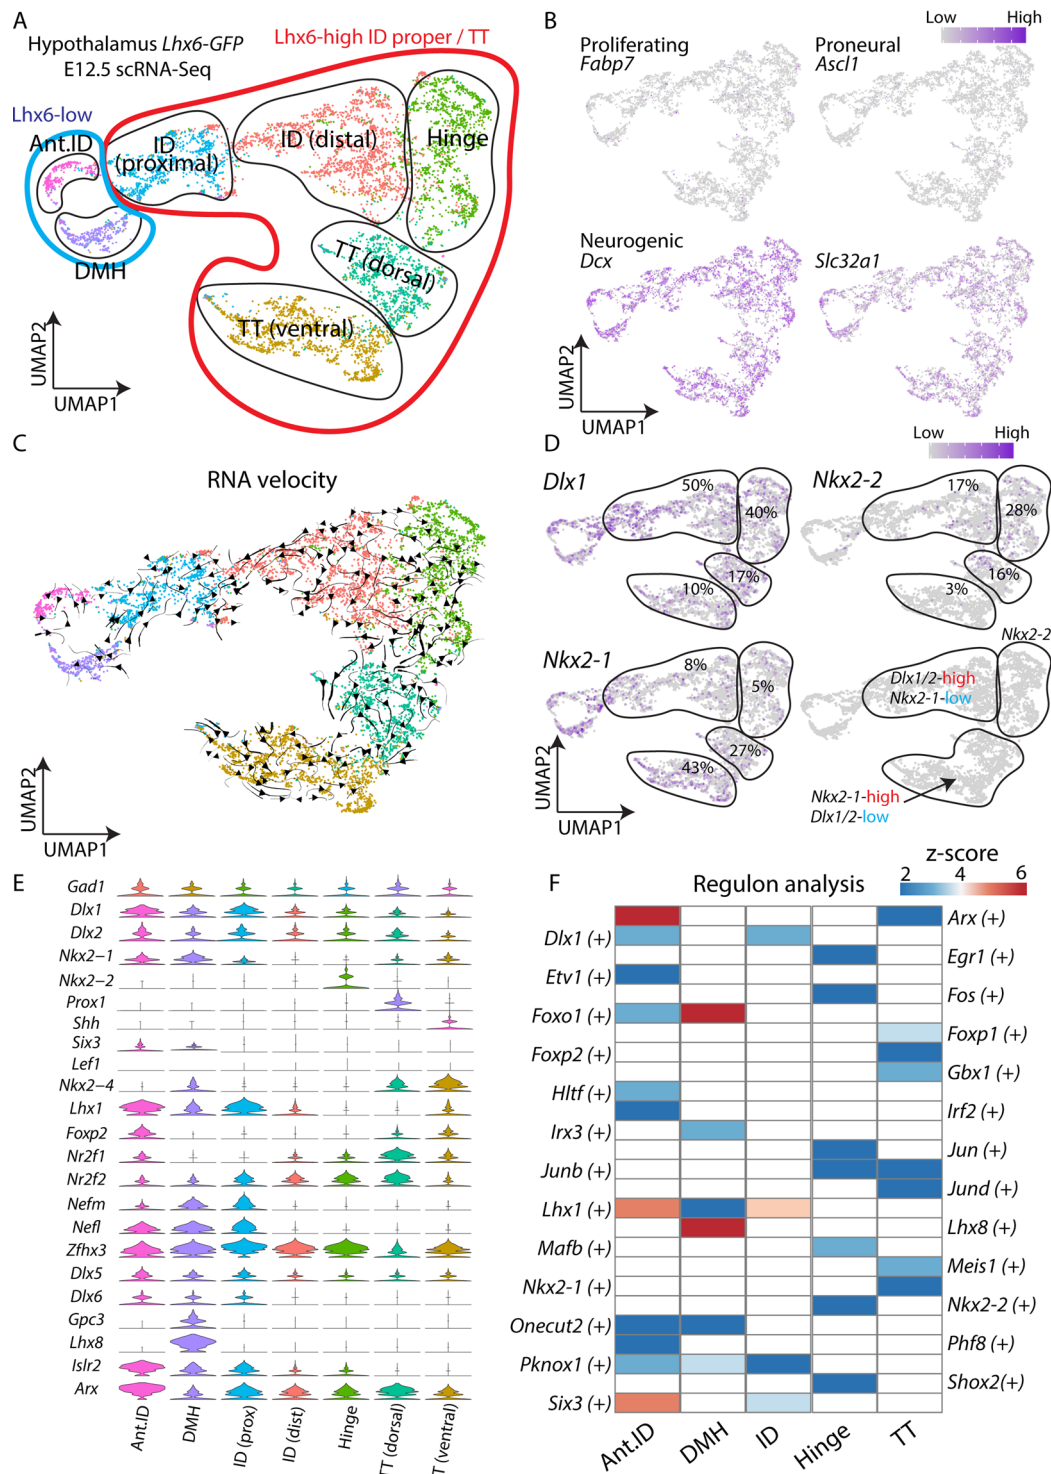 A
Hypothalamus Lhx6-GFP
E12.5 scRNA-Seq
Lhx6-high ID proper / TT
Lhx6-low
Ant.ID
ID
(proximal)
ID (distal)
Hinge
DMH
TT (dorsal)
TT (ventral)
UMAP2
UMAP1
B
Low High
Proliferating
Fabp7
Proneural
Ascl1
Neurogenic
Dcx
Slc32a1
UMAP2
UMAP1
C
RNA velocity
UMAP2
UMAP1
D
Low High
Dlx1
50%
40%
17%
10%
Nkx2-2
17%
28%
16%
3%
Nkx2-1
8%
5%
27%
43%
Nkx2-2
Dlx1/2-high
Nkx2-1-low
Nkx2-1-high
Dlx1/2-low
UMAP2
UMAP1
E
Gad1
Dlx1
Dlx2
Nkx2−1
Nkx2−2
Prox1
Shh
Six3
Lef1
Nkx2−4
Lhx1
Foxp2
Nr2f1
Nr2f2
Nefm
Nefl
Zfhx3
Dlx5
Dlx6
Gpc3
Lhx8
Islr2
Arx
Ant.ID
DMH
ID (prox)
ID (dist)
Hinge
TT (dorsal)
T (ventral)
F
Regulon analysis
z-score
2 4 6
Arx (+)
Dlx1 (+)
Egr1 (+)
Etv1 (+)
Fos (+)
Foxo1 (+)
Foxp1 (+)
Foxp2 (+)
Gbx1 (+)
Hltf (+)
Irf2 (+)
Irx3 (+)
Jun (+)
Junb (+)
Jund (+)
Lhx1 (+)
Lhx8 (+)
Mafb (+)
Meis1 (+)
Nkx2-1 (+)
Nkx2-2 (+)
Onecut2 (+)
Phf8 (+)
Pknox1 (+)
Shox2(+)
Six3 (+)
Ant.ID
DMH
ID
Hinge
TT